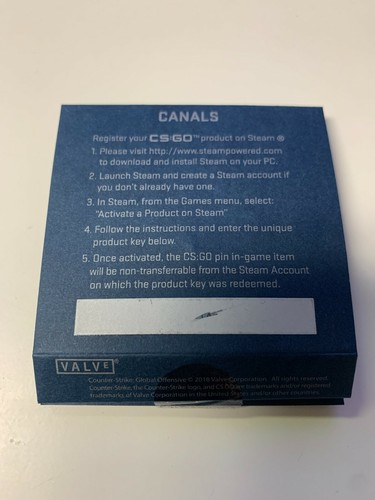 CANALS
Register your CS:GO™ product on Steam
1. Please visit http://www.steampowered.com
to download and install Steam on your PC.
2. Launch Steam and create a Steam account if
you don't already have one.
3. In Steam, from the Games menu, select:
"Activate a Product on Steam"
4. Follow the instructions and enter the unique
product key below.
5. Once activated, the CS:GO pin in-game item
will be non-transferrable from the Steam Account
on which the product key was redeemed.
VALVE®
Counter-Strike: Global Offensive © 2018 Valve Corporation. All rights reserved.
Counter-Strike, the Counter-Strike logo, and CS:GO are trademarks and/or registered
trademarks of Valve Corporation in the United States and/or other countries.